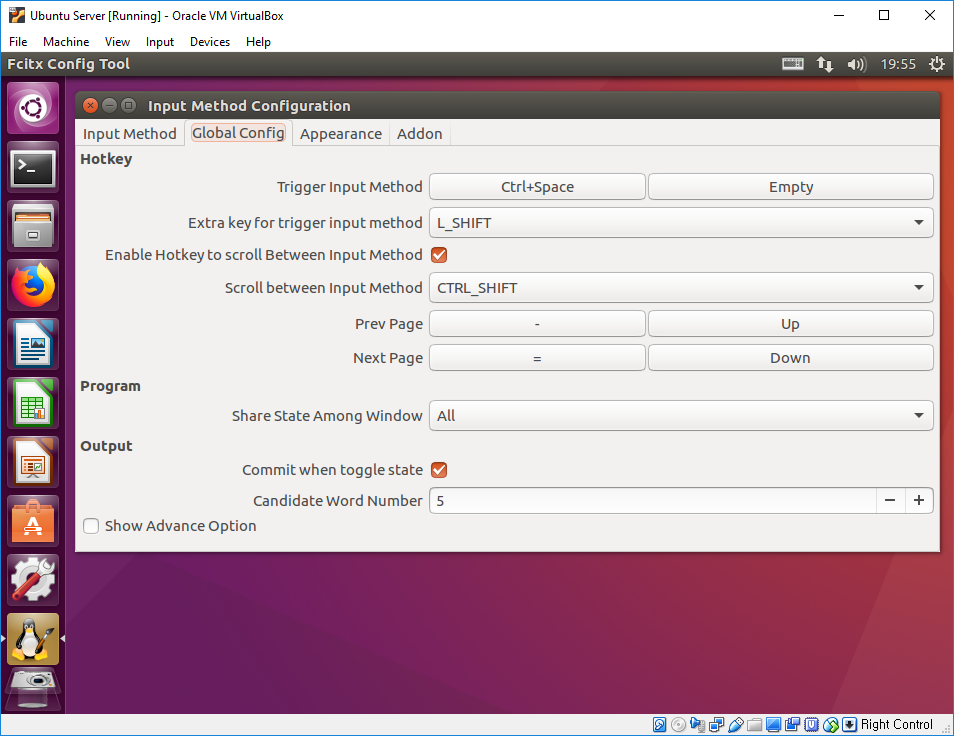 Ubuntu Server [Running] - Oracle VM VirtualBox
File Machine View Input Devices Help
Fcitx Config Tool 19:55
Input Method Configuration
Input Method Global Config Appearance Addon
Hotkey
Trigger Input Method Ctrl+Space Empty
Extra key for trigger input method L_SHIFT
Enable Hotkey to scroll Between Input Method
Scroll between Input Method CTRL_SHIFT
Prev Page - Up
Next Page = Down
Program
Share State Among Window All
Output
Commit when toggle state
Candidate Word Number 5 − +
Show Advance Option
Right Control